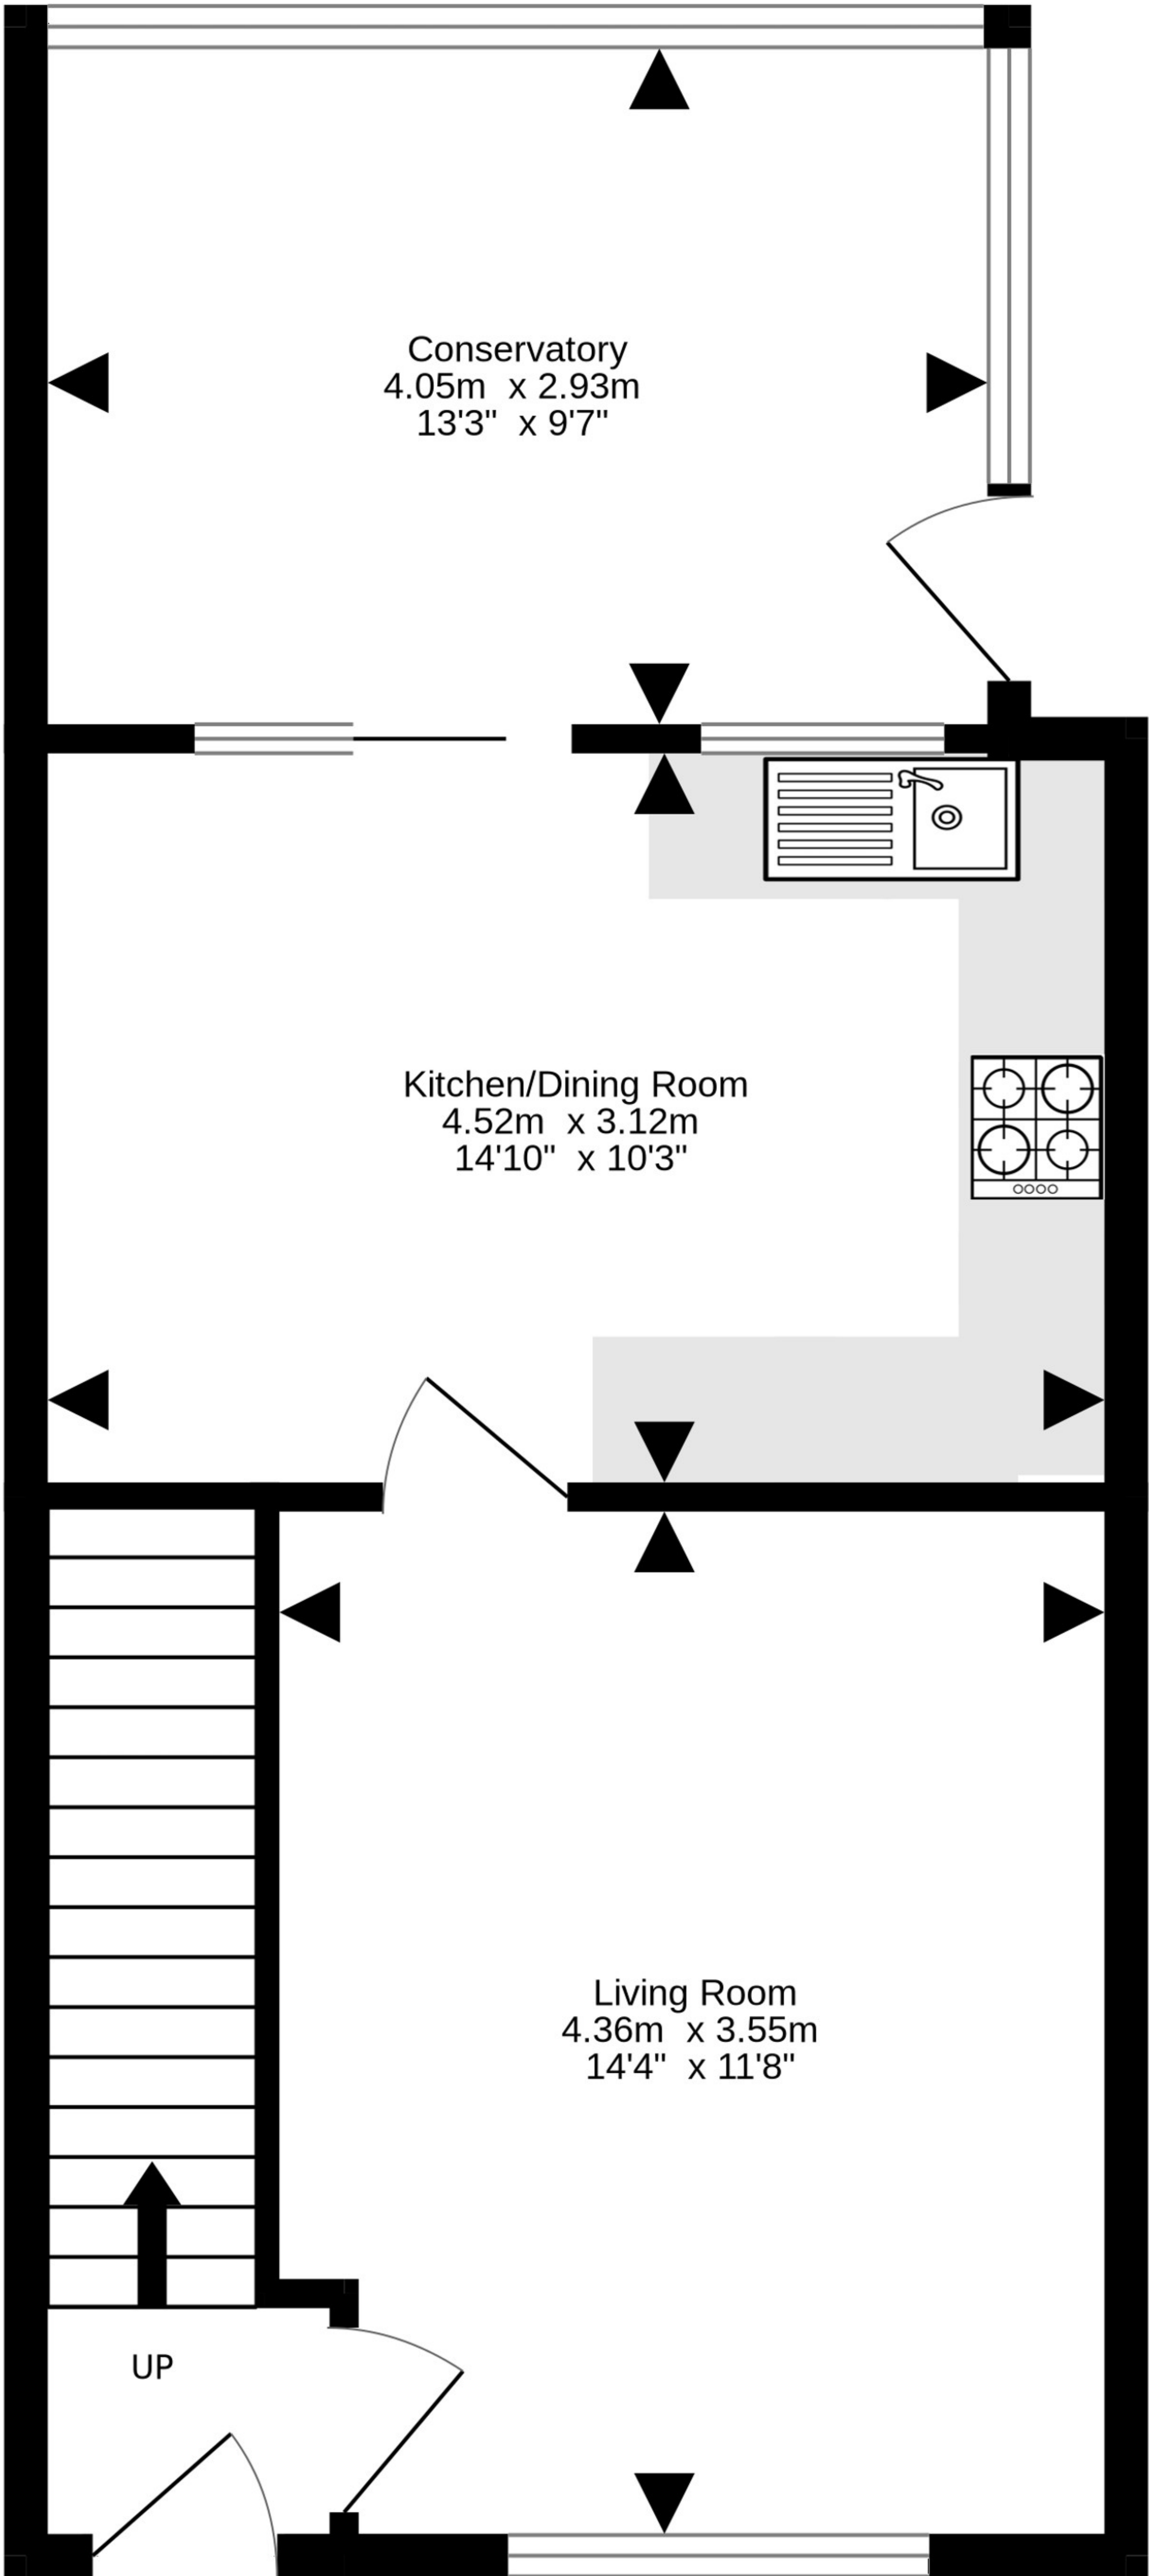 Conservatory
4.05m x 2.93m
13'3" x 9'7"
Kitchen/Dining Room
4.52m x 3.12m
14'10" x 10'3"
Living Room
4.36m x 3.55m
14'4" x 11'8"
UP